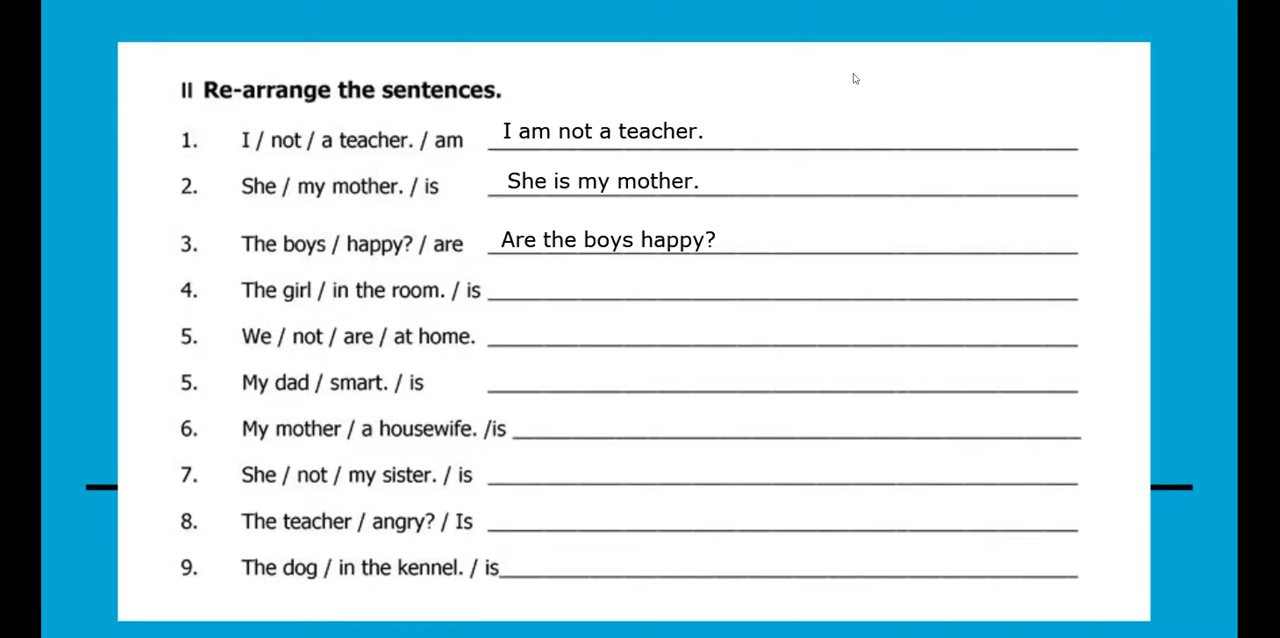 II Re-arrange the sentences.
1. I / not / a teacher. / am I am not a teacher.
2. She / my mother. / is She is my mother.
3. The boys / happy? / are Are the boys happy?
4. The girl / in the room. / is
5. We / not / are / at home.
5. My dad / smart. / is
6. My mother / a housewife. /is
7. She / not / my sister. / is
8. The teacher / angry? / Is
9. The dog / in the kennel. / is